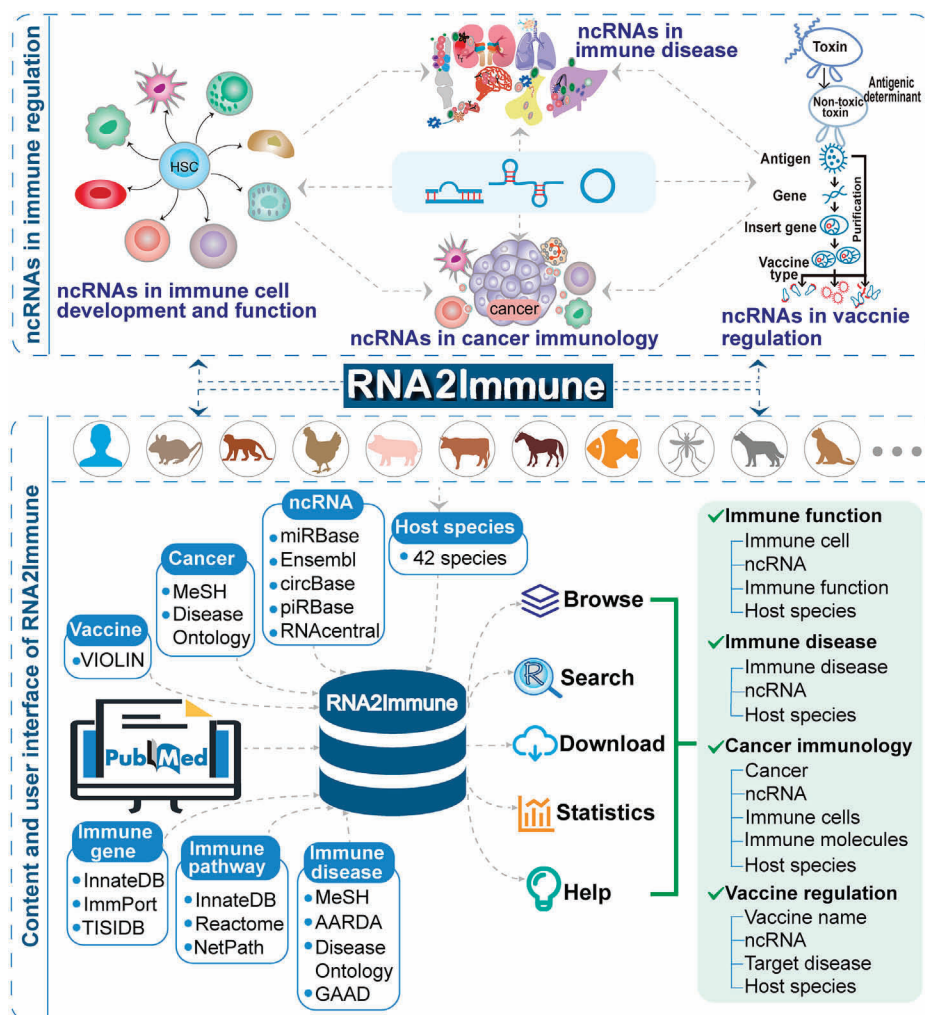 ncRNAs in immune regulation
ncRNAs in
immune disease
Toxin
Antigenic
determinant
Non-toxic
toxin
HSC
Antigen
Gene
Purification
Insert gene
Vaccine
type
cancer
ncRNAs in immune cell
development and function
ncRNAs in cancer immunology
ncRNAs in vaccnie
regulation
RNA2Immune
Content and user interface of RNA2Immune
ncRNA
miRBase
Ensembl
circBase
piRBase
RNAcentral
Host species
42 species
Cancer
MeSH
Disease
Ontology
Vaccine
VIOLIN
PubMed
RNA2Immune
Immune
gene
InnateDB
ImmPort
TISIDB
Immune
pathway
InnateDB
Reactome
NetPath
Immune
disease
MeSH
AARDA
Disease
Ontology
GAAD
Browse
R
Search
Download
Statistics
Help
Immune function
Immune cell
ncRNA
Immune function
Host species
Immune disease
Immune disease
ncRNA
Host species
Cancer immunology
Cancer
ncRNA
Immune cells
Immune molecules
Host species
Vaccine regulation
Vaccine name
ncRNA
Target disease
Host species